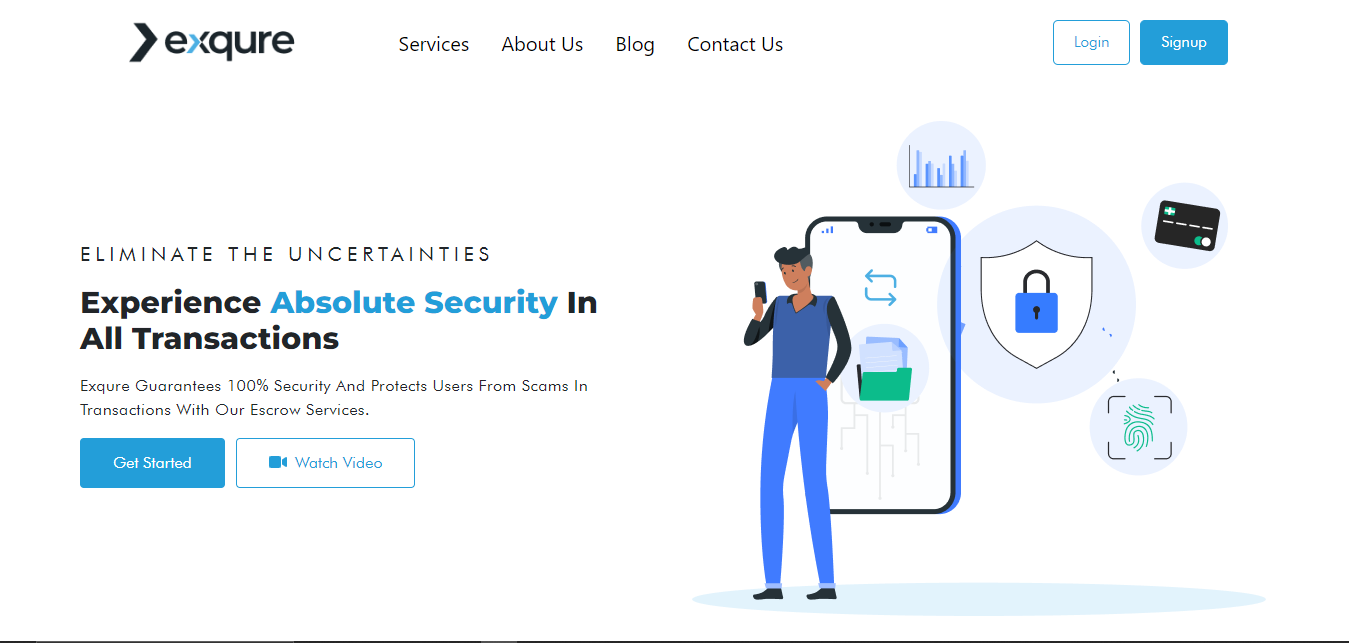 exqure
Services
About Us
Blog
Contact Us
Login
Signup
ELIMINATE THE UNCERTAINTIES
Experience Absolute Security In
All Transactions
Exqure Guarantees 100% Security And Protects Users From Scams In
Transactions With Our Escrow Services.
Get Started
Watch Video